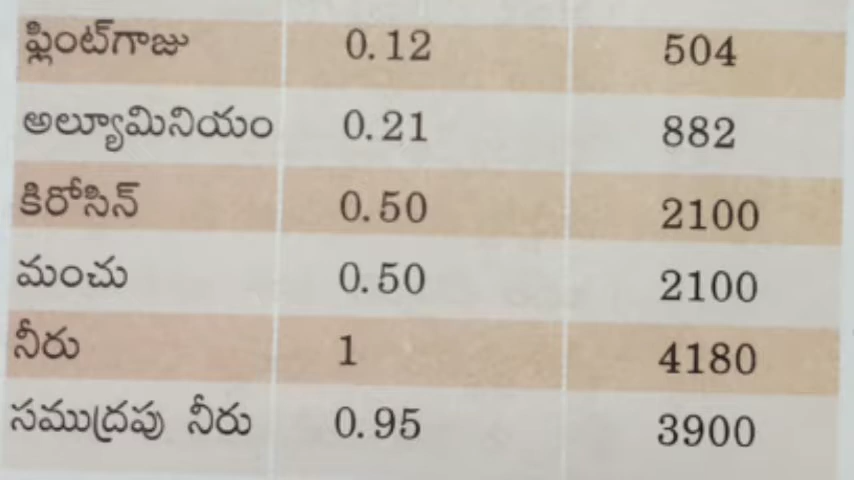 ఫ్లింట్‌గాజు 0.12 504
అల్యూమినియం 0.21 882
కిరోసిన్ 0.50 2100
మంచు 0.50 2100
నీరు 1 4180
సముద్రపు నీరు 0.95 3900